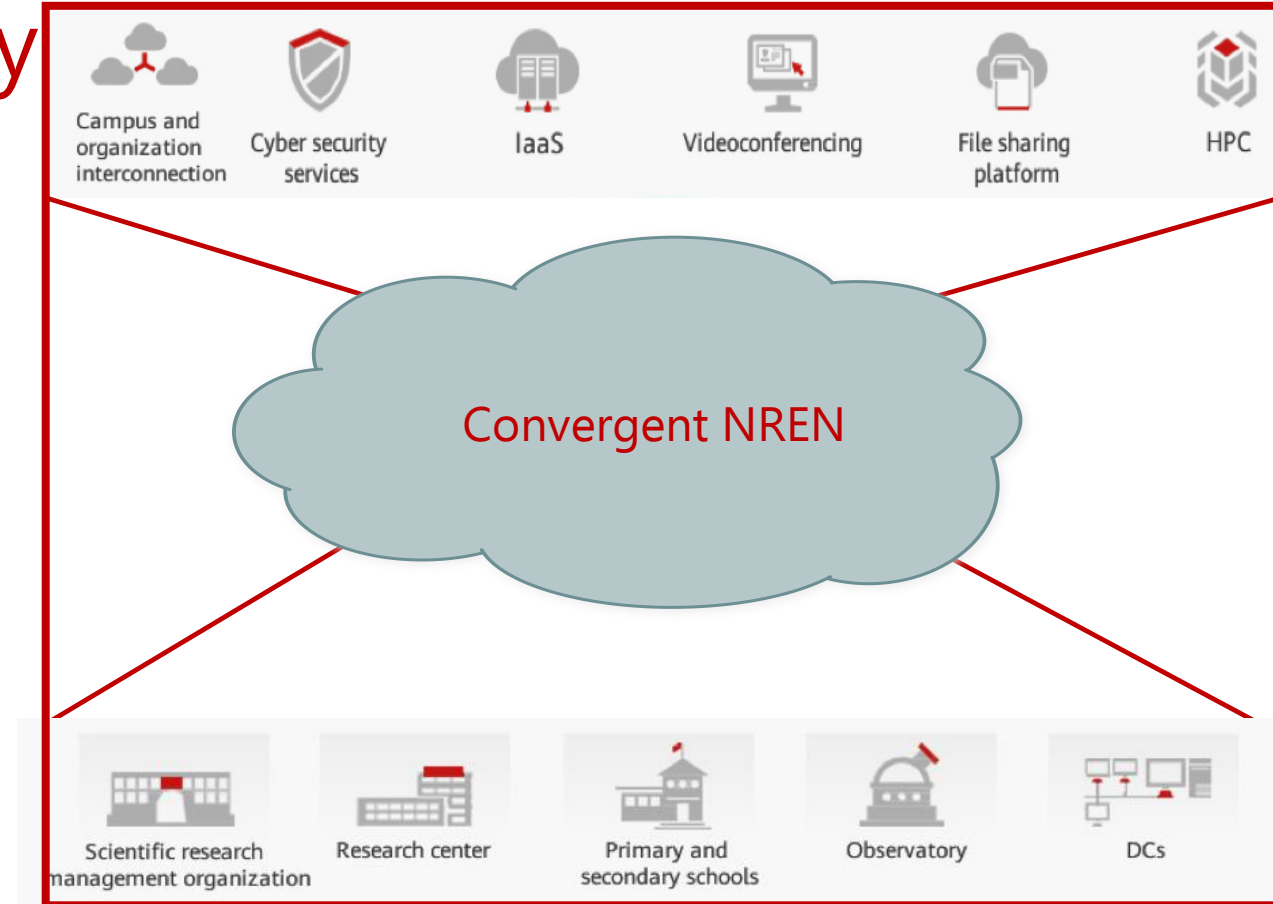 y
Campus and
organization
interconnection
Cyber security
services
IaaS
Videoconferencing
File sharing
platform
HPC
Convergent NREN
Scientific research
management organization
Research center
Primary and
secondary schools
Observatory
DCs